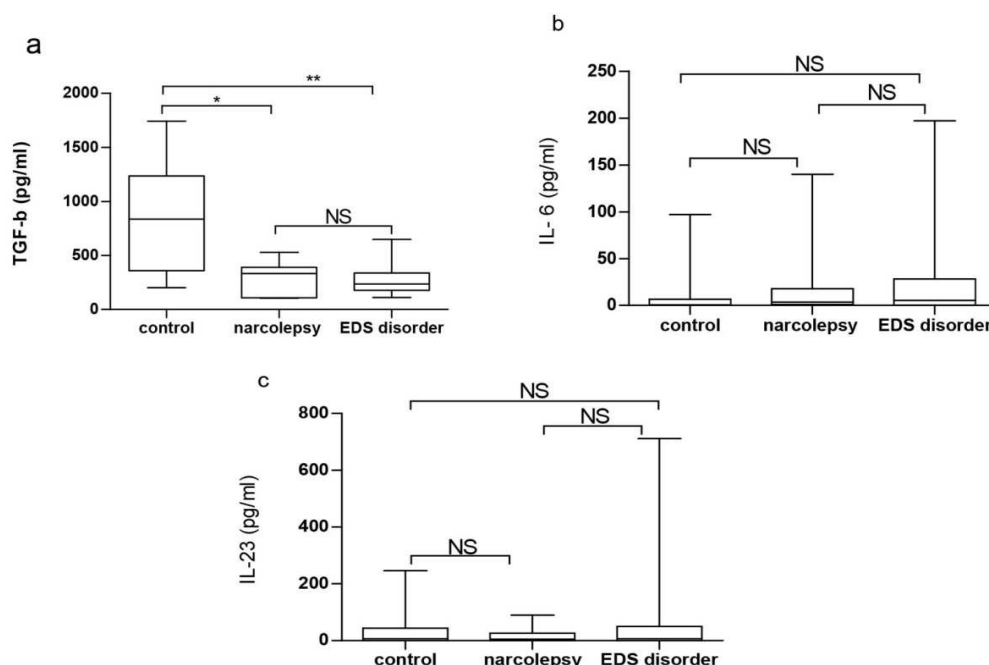 a
**
*
NS
2000
1500
1000
500
0
TGF-b (pg/ml)
control narcolepsy EDS disorder
b
NS
NS
NS
250
200
150
100
50
0
IL- 6 (pg/ml)
control narcolepsy EDS disorder
c
NS
NS
NS
800
600
400
200
0
IL-23 (pg/ml)
control narcolepsy EDS disorder